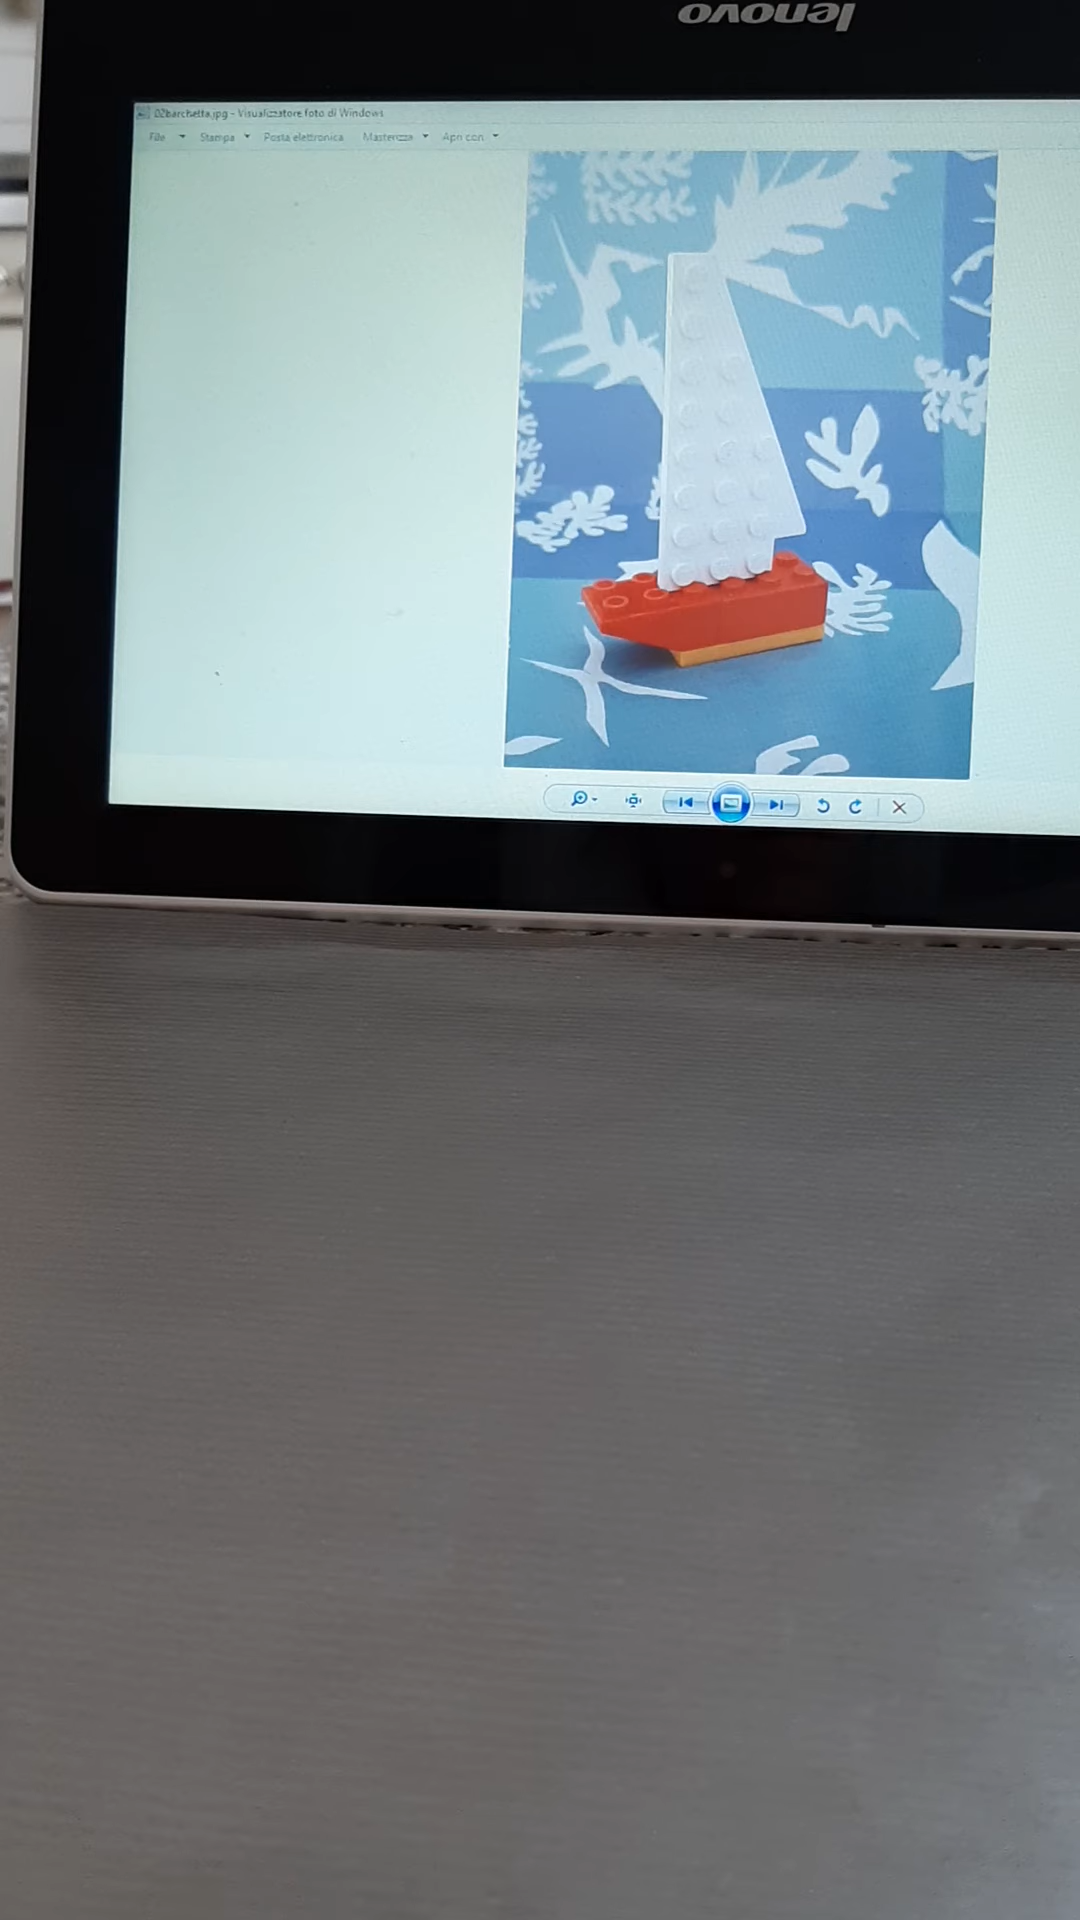 lenovo
02barchetta.jpg - Visualizzatore foto di Windows
File Stampa Posta elettronica Masterizza Apri con